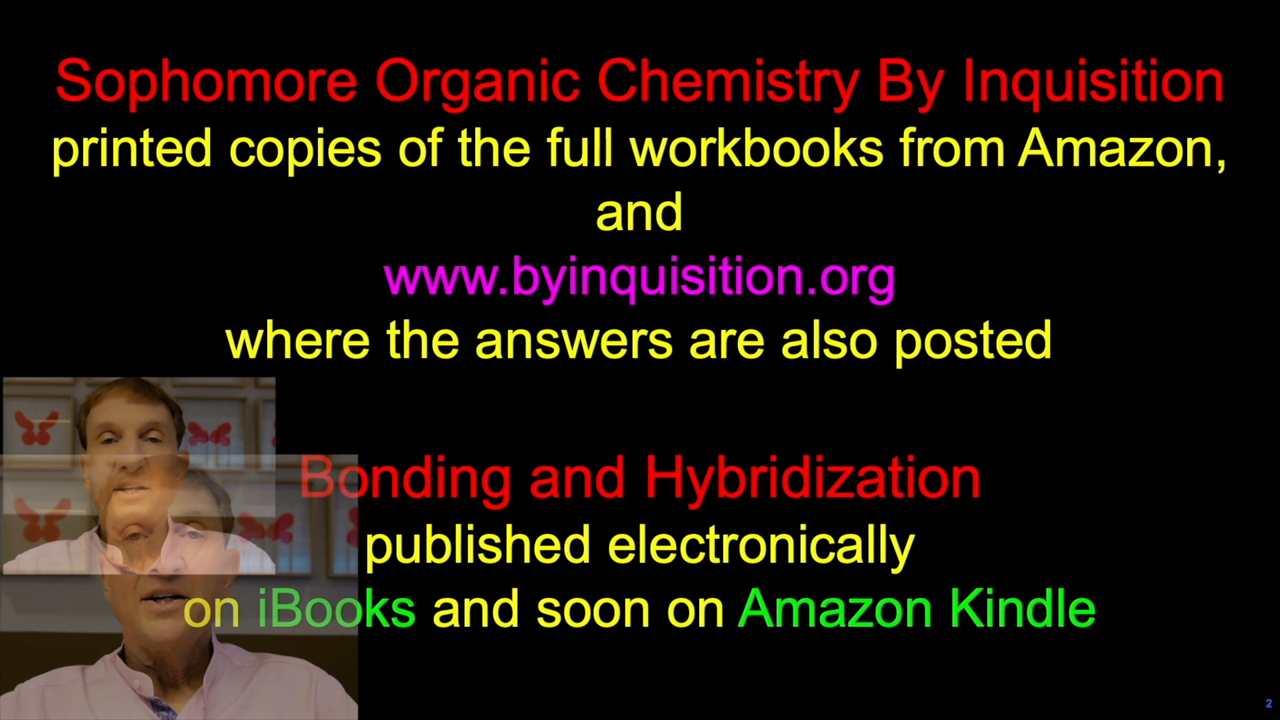 Sophomore Organic Chemistry By Inquisition
printed copies of the full workbooks from Amazon,
and
www.byinquisition.org
where the answers are also posted
Bonding and Hybridization
published electronically
on iBooks and soon on Amazon Kindle
2